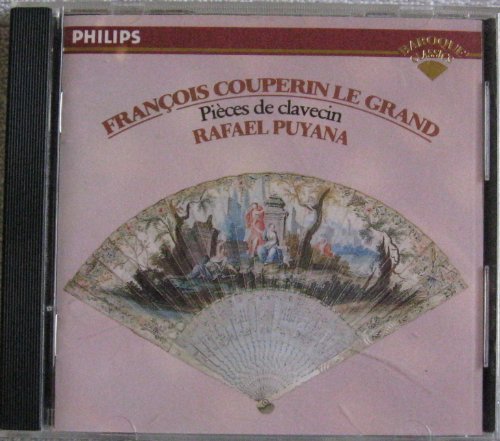 PHILIPS
BAROQUE
CLASSICS
FRANÇOIS COUPERIN LE GRAND
Pièces de clavecin
RAFAEL PUYANA